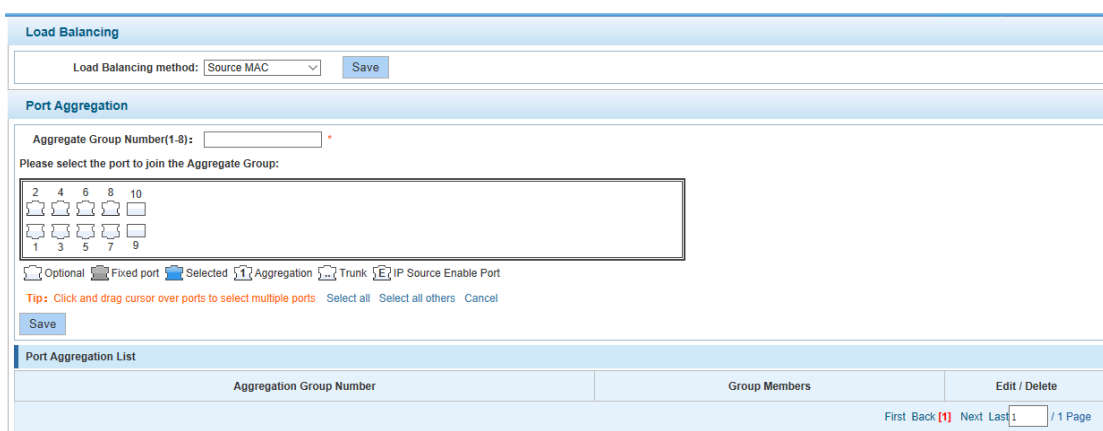 Load Balancing
Load Balancing method: Source MAC Save
Port Aggregation
Aggregate Group Number(1-8): *
Please select the port to join the Aggregate Group:
2 4 6 8 10
1 3 5 7 9
Optional Fixed port Selected 1 Aggregation .. Trunk E IP Source Enable Port
Tip: Click and drag cursor over ports to select multiple ports Select all Select all others Cancel
Save
Port Aggregation List
Aggregation Group Number Group Members Edit / Delete
First Back [1] Next Last 1 / 1 Page